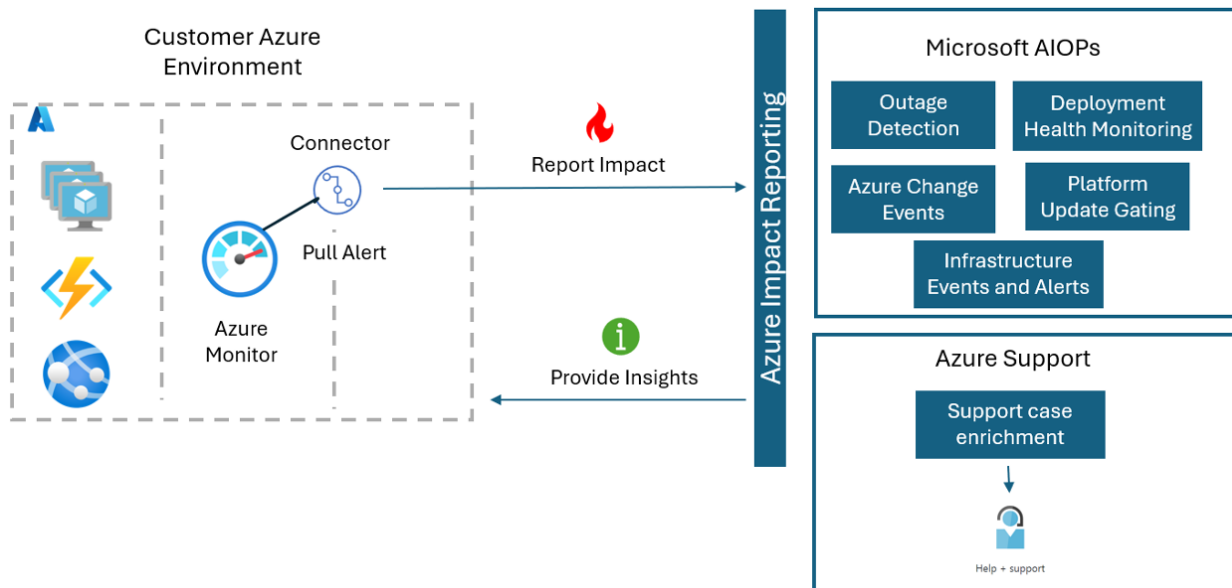 Customer Azure
Environment
Connector
Pull Alert
Azure
Monitor
Report Impact
Provide Insights
Azure Impact Reporting
Microsoft AIOPs
Outage
Detection
Deployment
Health Monitoring
Azure Change
Events
Platform
Update Gating
Infrastructure
Events and Alerts
Azure Support
Support case
enrichment
Help + support